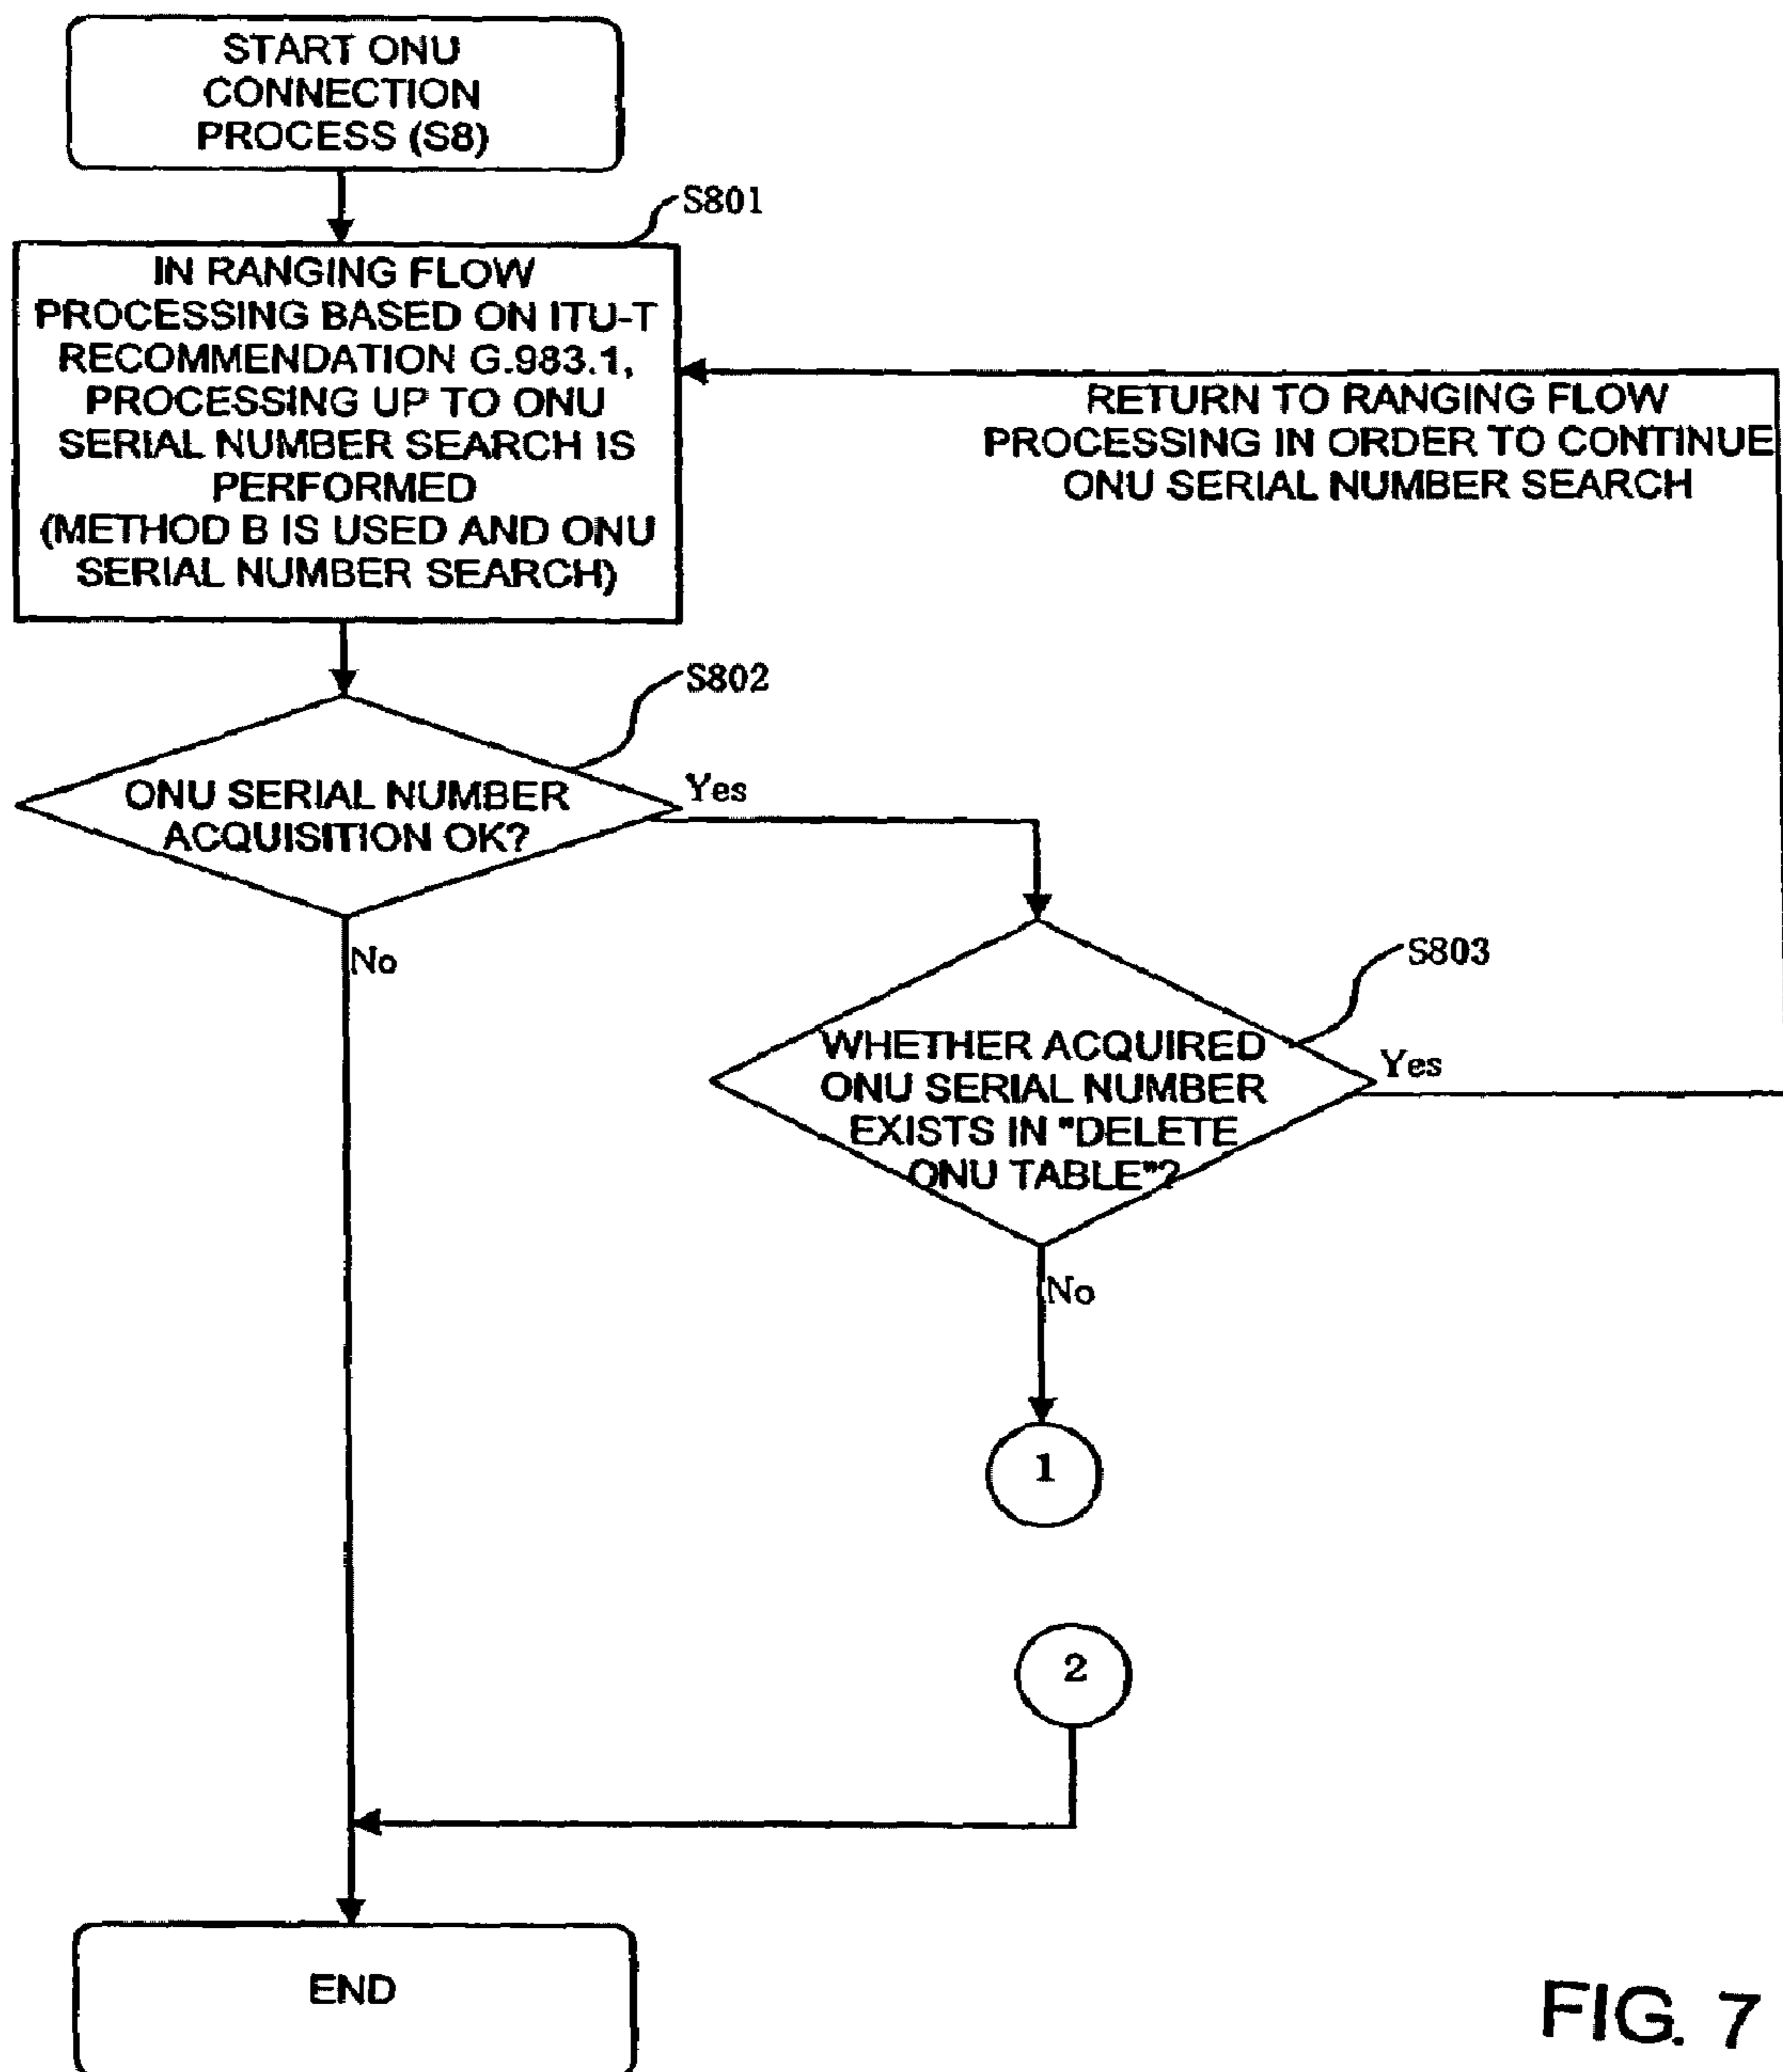 START ONU
CONNECTION
PROCESS (S8)
S801
IN RANGING FLOW
PROCESSING BASED ON ITU-T
RECOMMENDATION G.983.1,
PROCESSING UP TO ONU
SERIAL NUMBER SEARCH IS
PERFORMED
(METHOD B IS USED AND ONU
SERIAL NUMBER SEARCH)
RETURN TO RANGING FLOW
PROCESSING IN ORDER TO CONTINUE
ONU SERIAL NUMBER SEARCH
S802
ONU SERIAL NUMBER
ACQUISITION OK?
Yes
No
S803
WHETHER ACQUIRED
ONU SERIAL NUMBER
EXISTS IN "DELETE
ONU TABLE"?
Yes
No
1
2
END
FIG. 7